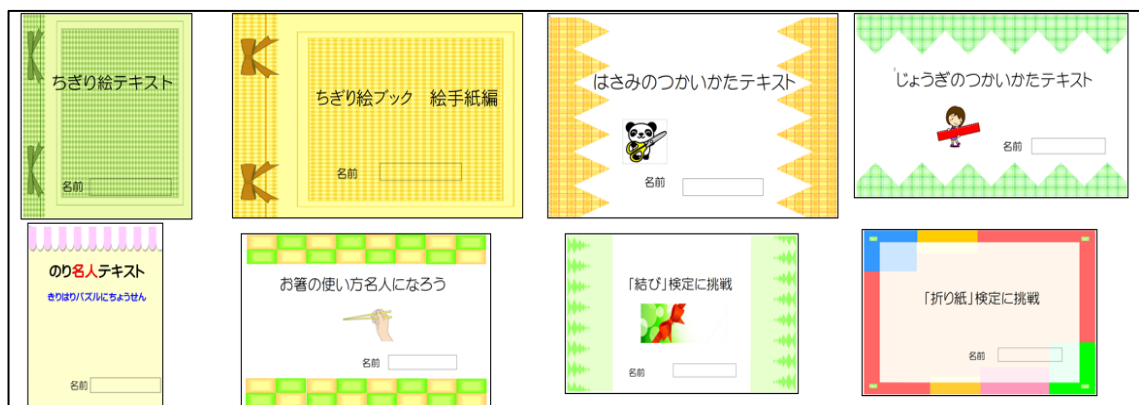 ちぎり絵テキスト
名前
ちぎり絵ブック　絵手紙編
名前
はさみのつかいかたテキスト
名前
じょうぎのつかいかたテキスト
名前
のり名人テキスト
きりはりパズルにちょうせん
名前
お箸の使い方名人になろう
名前
「結び」検定に挑戦
名前
「折り紙」検定に挑戦
名前